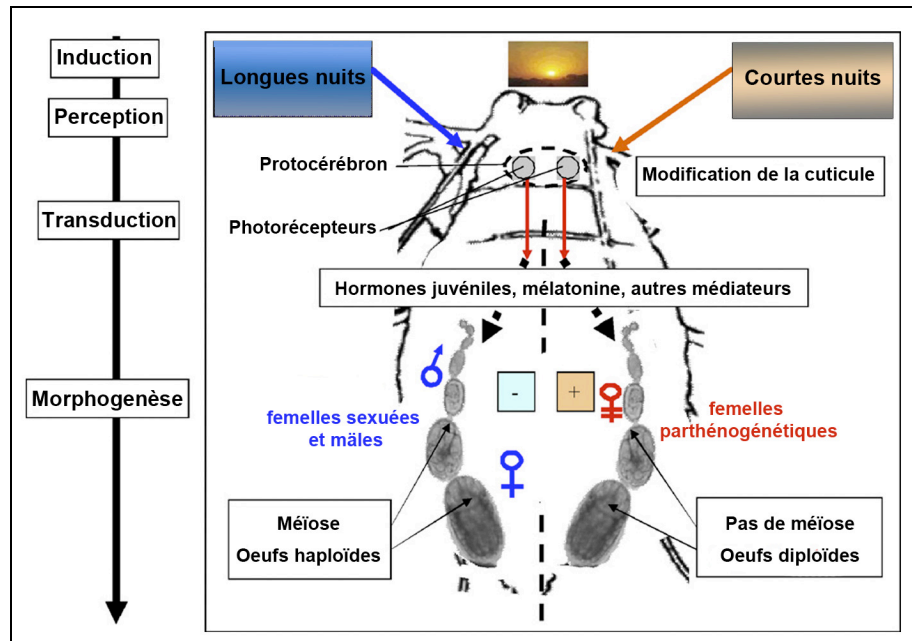 Induction
Perception
Transduction
Morphogenèse
Longues nuits
Courtes nuits
Protocérébron
Modification de la cuticule
Photorécepteurs
Hormones juvéniles, mélatonine, autres médiateurs
-
+
femelles sexuées
et mäles
femelles
parthénogénétiques
Méïose
Oeufs haploïdes
Pas de méïose
Oeufs diploïdes